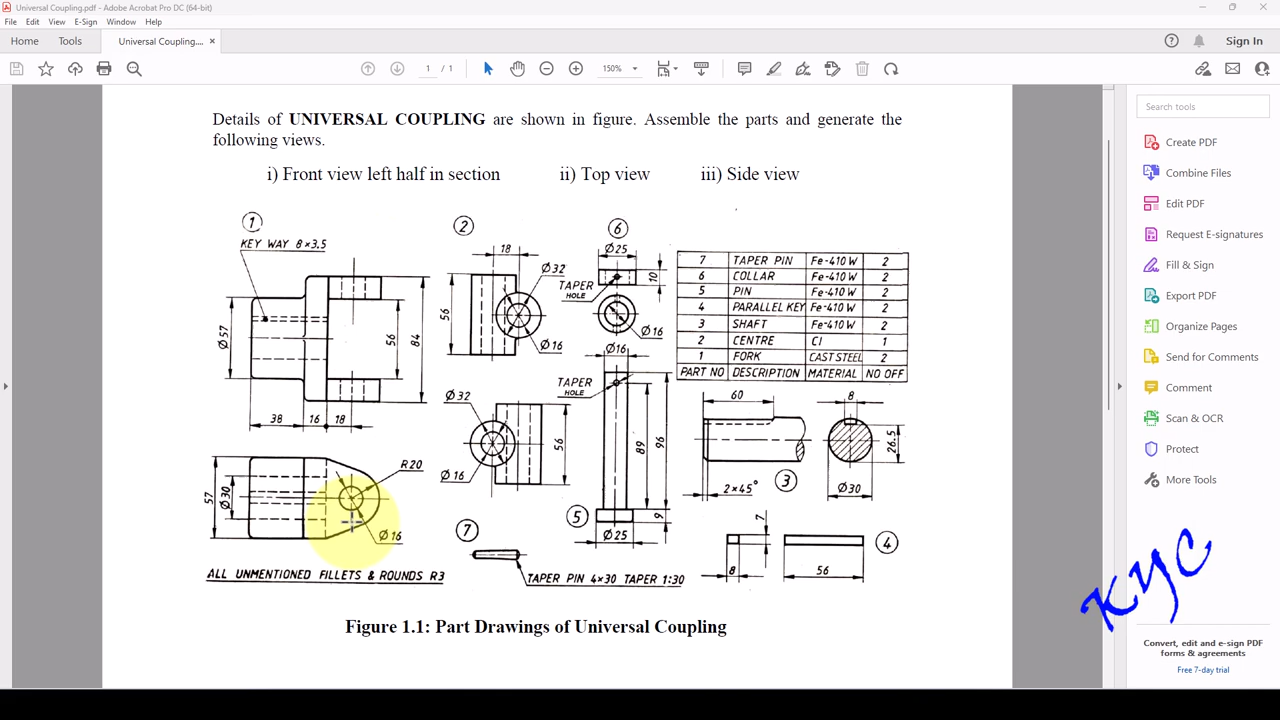 Universal Coupling.pdf - Adobe Acrobat Pro DC (64-bit)
File Edit View E-Sign Window Help
Home Tools Universal Coupling.... × Sign In
1 / 1 150%
Details of UNIVERSAL COUPLING are shown in figure. Assemble the parts and generate the
following views.
i) Front view left half in section ii) Top view iii) Side view
1
KEY WAY 8×3.5
Ø57
56
84
38 16 18
57
Ø30
R20
Ø16
ALL UNMENTIONED FILLETS & ROUNDS R3
2
18
Ø32
56
Ø16
Ø32
56
Ø16
6
Ø25
10
TAPER
HOLE
Ø16
Ø16
TAPER
HOLE
89
96
9
5
Ø25
7
TAPER PIN 4×30 TAPER 1:30
7 TAPER PIN Fe-410 W 2
6 COLLAR Fe-410 W 2
5 PIN Fe-410 W 2
4 PARALLEL KEY Fe-410 W 2
3 SHAFT Fe-410 W 2
2 CENTRE CI 1
1 FORK CAST STEEL 2
PART NO DESCRIPTION MATERIAL NO OFF
60
8
26.5
2×45°
3
Ø30
7
8
56
4
Figure 1.1: Part Drawings of Universal Coupling
Search tools
Create PDF
Combine Files
Edit PDF
Request E-signatures
Fill & Sign
Export PDF
Organize Pages
Send for Comments
Comment
Scan & OCR
Protect
More Tools
KYC
Convert, edit and e-sign PDF
forms & agreements
Free 7-day trial